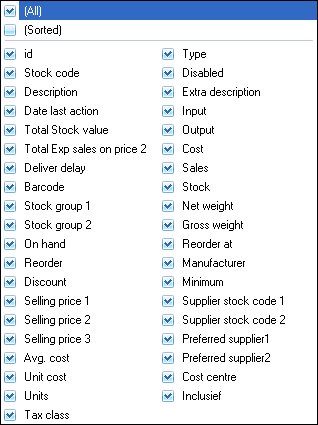 (All)
(Sorted)
id
Stock code
Description
Date last action
Total Stock value
Total Exp sales on price 2
Deliver delay
Barcode
Stock group 1
Stock group 2
On hand
Reorder
Discount
Selling price 1
Selling price 2
Selling price 3
Avg. cost
Unit cost
Units
Tax class
Type
Disabled
Extra description
Input
Output
Cost
Sales
Stock
Net weight
Gross weight
Reorder at
Manufacturer
Minimum
Supplier stock code 1
Supplier stock code 2
Preferred supplier1
Preferred supplier2
Cost centre
Inclusief